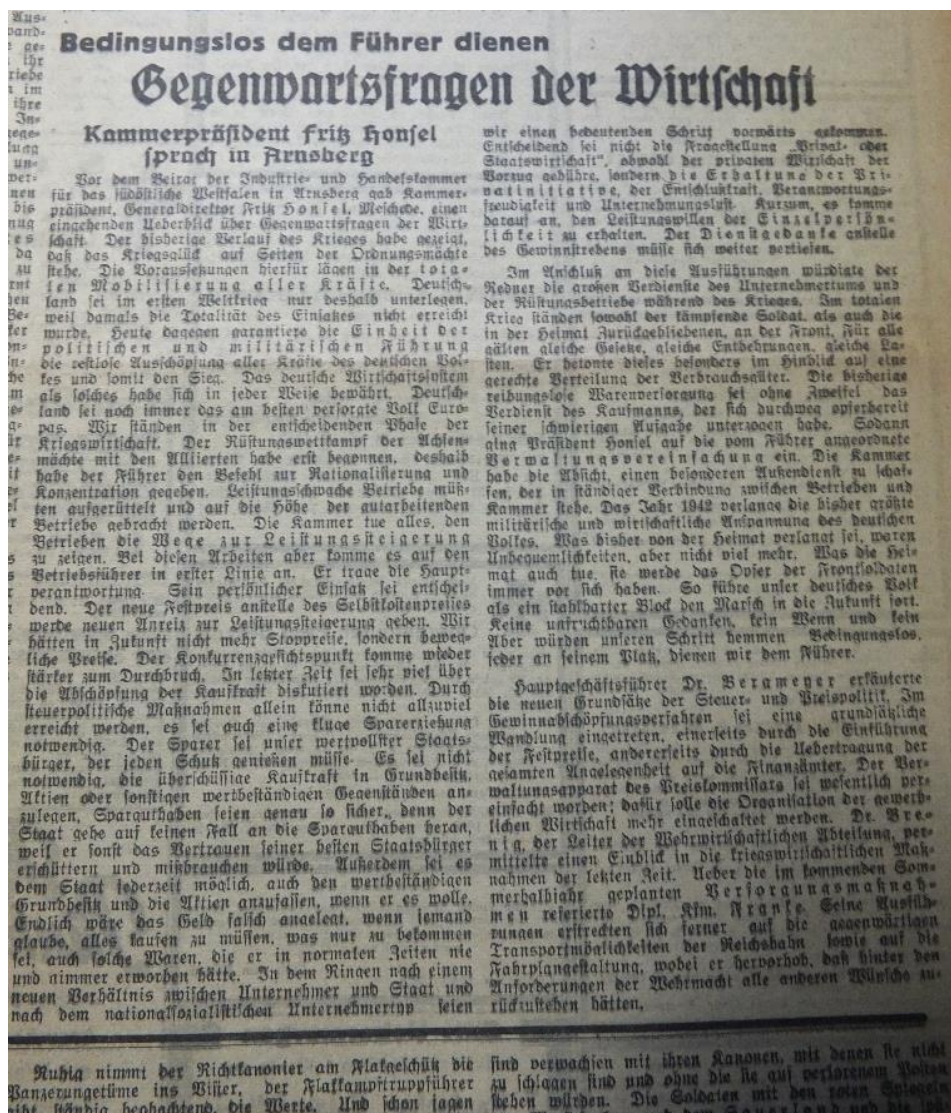 Bedingungslos dem Führer dienen
Gegenwartsfragen der Wirtschaft
Kammerpräsident Fritz Honsel
sprach in Arnsberg
Vor dem Beirat der Industrie- und Handelskammer
für das südöstliche Westfalen in Arnsberg gab Kammer-
präsident, Generaldirektor Fritz Honsel, Meschede, einen
eingehenden Ueberblick über Gegenwartsfragen der Wirt-
schaft. Der bisherige Verlauf des Krieges habe gezeigt,
daß das Kriegsglück auf Seiten der Ordnungsmächte
stehe. Die Voraussetzungen hierfür lägen in der tota-
len Mobilisierung aller Kräfte. Deutsch-
land sei im ersten Weltkrieg nur deshalb unterlegen,
weil damals die Totalität des Einsatzes nicht erreicht
wurde. Heute dagegen garantiere die Einheit der
politischen und militärischen Führung
die restlose Ausschöpfung aller Kräfte des deutschen Vol-
kes und somit den Sieg. Das deutsche Wirtschaftssystem
als solches habe sich in jeder Weise bewährt. Deutsch-
land sei noch immer das am besten versorgte Volk Euro-
pas. Wir ständen in der entscheidenden Phase der
Kriegswirtschaft. Der Rüstungswettkampf der Achsen-
mächte mit den Alliierten habe erst begonnen, deshalb
habe der Führer den Befehl zur Rationalisierung und
Konzentration gegeben. Leistungsschwache Betriebe müß-
ten aufgerüttelt und auf die Höhe der gutarbeitenden
Betriebe gebracht werden. Die Kammer tue alles, den
Betrieben die Wege zur Leistungssteigerung
zu zeigen. Bei diesen Arbeiten aber komme es auf den
Betriebsführer in erster Linie an. Er trage die Haupt-
verantwortung. Sein persönlicher Einsatz sei entschei-
dend. Der neue Festpreis anstelle des Selbstkostenpreises
werde neuen Anreiz zur Leistungssteigerung geben. Wir
hätten in Zukunft nicht mehr Stoppreise, sondern beweg-
liche Preise. Der Konkurrenzgesichtspunkt komme wieder
stärker zum Durchbruch. In letzter Zeit sei sehr viel über
die Abschöpfung der Kaufkraft diskutiert worden. Durch
steuerpolitische Maßnahmen allein könne nicht allzuviel
erreicht werden, es sei auch eine kluge Sparerziehung
notwendig. Der Sparer sei unser wertvollster Staats-
bürger, der jeden Schutz genießen müsse. Es sei nicht
notwendig, die überschüssige Kaufkraft in Grundbesitz,
Aktien oder sonstigen wertbeständigen Gegenständen an-
zulegen, Sparguthaben seien genau so sicher, denn der
Staat gehe auf keinen Fall an die Sparguthaben heran,
weil er sonst das Vertrauen seiner besten Staatsbürger
erschüttern und mißbrauchen würde. Außerdem sei es
dem Staat jederzeit möglich, auch den wertbeständigen
Grundbesitz und die Aktien anzufassen, wenn er es wolle.
Endlich wäre das Geld falsch angelegt, wenn jemand
glaube, alles kaufen zu müssen, was nur zu bekommen
sei, auch solche Waren, die er in normalen Zeiten nie
und nimmer erworben hätte. In dem Ringen nach einem
neuen Verhältnis zwischen Unternehmer und Staat und
nach dem nationalsozialistischen Unternehmertyp seien
wir einen bedeutenden Schritt vorwärts gekommen.
Entscheidend sei nicht die Fragestellung „Privat- oder
Staatswirtschaft“, obwohl der privaten Wirtschaft der
Vorzug gebühre, sondern die Erhaltung der Pri-
vatinitiative, der Entschlußkraft, Verantwortungs-
freudigkeit und Unternehmungslust. Kurzum, es komme
darauf an, den Leistungswillen der Einzelpersön-
lichkeit zu erhalten. Der Dienstgedanke anstelle
des Gewinnstrebens müsse sich weiter vertiefen.
Im Anschluß an diese Ausführungen würdigte der
Redner die großen Verdienste des Unternehmertums und
der Rüstungsbetriebe während des Krieges. Im totalen
Krieg ständen sowohl der kämpfende Soldat, als auch die
in der Heimat Zurückgebliebenen, an der Front. Für alle
gälten gleiche Gesetze, gleiche Entbehrungen, gleiche La-
sten. Er betonte dieses besonders im Hinblick auf eine
gerechte Verteilung der Verbrauchsgüter. Die bisherige
reibungslose Warenversorgung sei ohne Zweifel das
Verdienst des Kaufmanns, der sich durchweg opferbereit
seiner schwierigen Aufgabe unterzogen habe. Sodann
ging Präsident Honsel auf die vom Führer angeordnete
Verwaltungsvereinfachung ein. Die Kammer
habe die Absicht, einen besonderen Außendienst zu schaf-
fen, der in ständiger Verbindung zwischen Betrieben und
Kammer stehe. Das Jahr 1942 verlange die bisher größte
militärische und wirtschaftliche Anspannung des deutschen
Volkes. Was bisher von der Heimat verlangt sei, waren
Unbequemlichkeiten, aber nicht viel mehr. Was die Hei-
mat auch tue, sie werde das Opfer der Frontsoldaten
immer vor sich haben. So führe unser deutsches Volk
als ein stahlharter Block den Marsch in die Zukunft fort.
Keine unfruchtbaren Gedanken, kein Wenn und kein
Aber würden unseren Schritt hemmen Bedingungslos,
jeder an seinem Platz, dienen wir dem Führer.
Hauptgeschäftsführer Dr. Bergmeyer erläuterte
die neuen Grundsätze der Steuer- und Preispolitik. Im
Gewinnabschöpfungsverfahren sei eine grundsätzliche
Wandlung eingetreten, einerseits durch die Einführung
der Festpreise, andererseits durch die Uebertragung der
gesamten Angelegenheit auf die Finanzämter. Der Ver-
waltungsapparat des Preiskommissars sei wesentlich ver-
einfacht worden; dafür solle die Organisation der gewerb-
lichen Wirtschaft mehr eingeschaltet werden. Dr. Bre-
nig, der Leiter der Wehrwirtschaftlichen Abteilung, ver-
mittelte einen Einblick in die kriegswirtschaftlichen Maß-
nahmen der letzten Zeit. Ueber die im kommenden Som-
merhalbjahr geplanten Versorgungsmaßnah-
men referierte Dipl. Kfm. Franke. Seine Ausfüh-
rungen erstreckten sich ferner auf die gegenwärtigen
Transportmöglichkeiten der Reichsbahn sowie auf die
Fahrplangestaltung, wobei er hervorhob, daß hinter den
Anforderungen der Wehrmacht alle anderen Wünsche zu-
rückzustehen hätten.
Ruhig nimmt der Richtkanonier am Flakgeschütz die
Panzerungetüme ins Visier, der Flakkampftruppführer
gibt ständig beobachtend, die Werte. Und schon jagen
sind verwachsen mit ihren Kanonen, mit denen sie nicht
zu schlagen sind und ohne die sie auf verlorenem Posten
stehen würden. Die Soldaten mit den roten Spiegeln